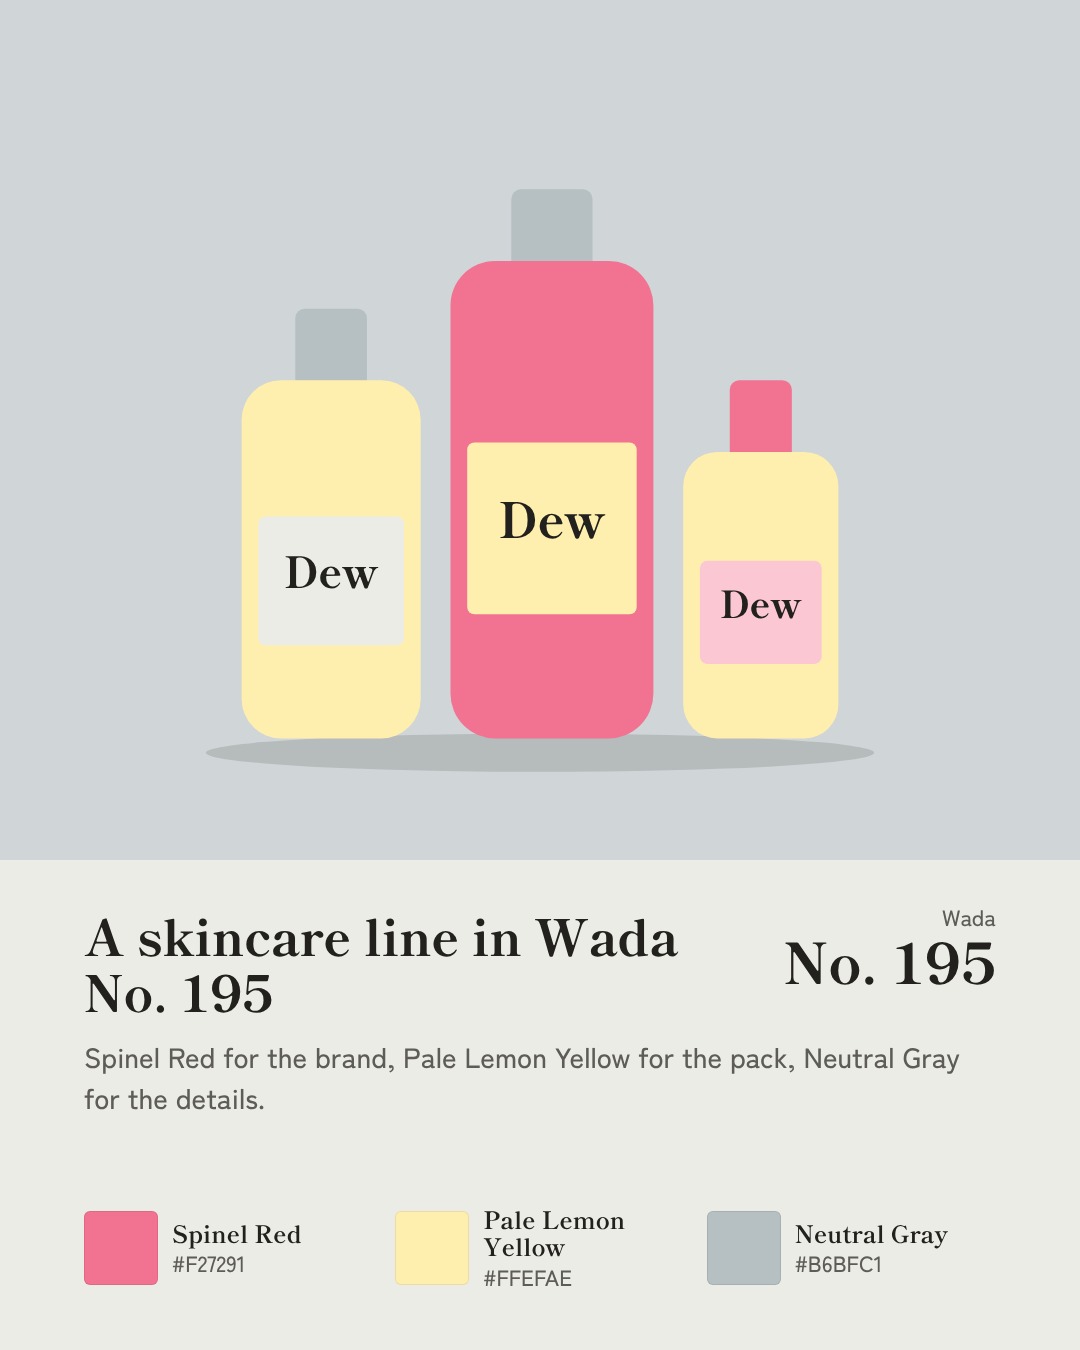 Dew
Dew
Dew
A skincare line in Wada
No. 195
Wada
No. 195
Spinel Red for the brand, Pale Lemon Yellow for the pack, Neutral Gray
for the details.
Spinel Red
#F27291
Pale Lemon
Yellow
#FFEFAE
Neutral Gray
#B6BFC1